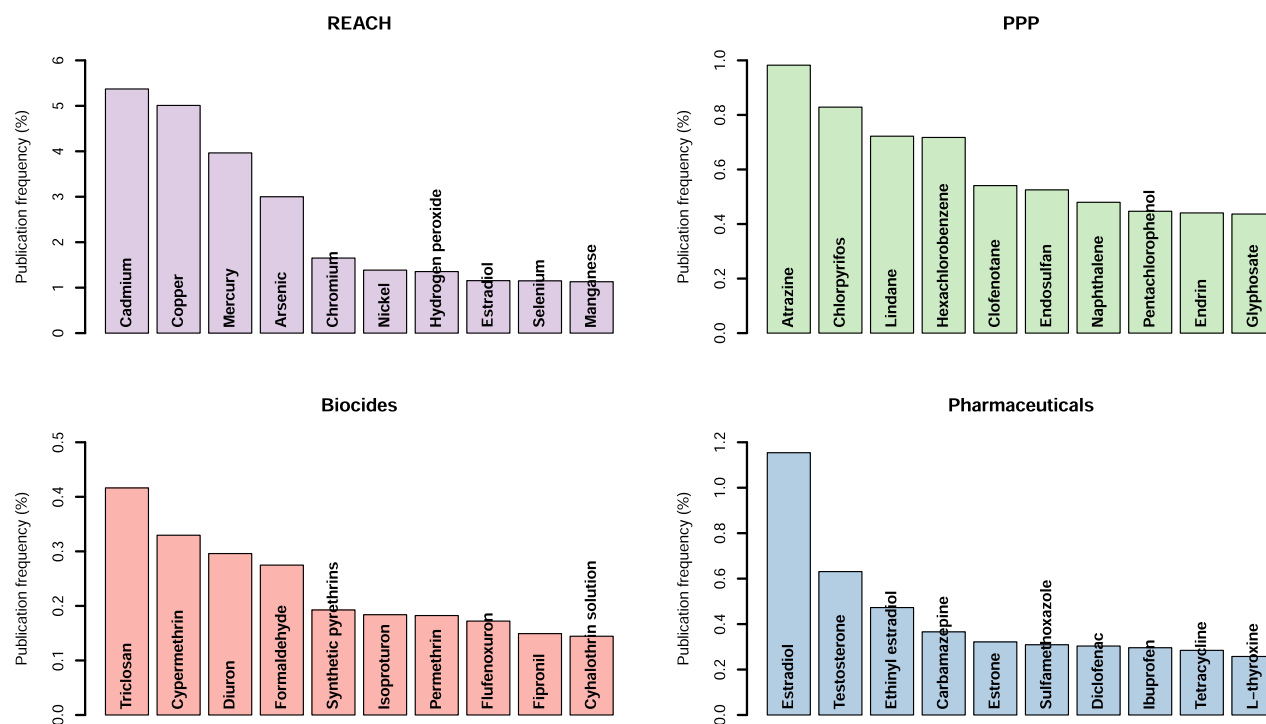 REACH
Publication frequency (%)
6
5
4
3
2
1
0
Cadmium
Copper
Mercury
Arsenic
Chromium
Nickel
Hydrogen peroxide
Estradiol
Selenium
Manganese
PPP
Publication frequency (%)
1.0
0.8
0.6
0.4
0.2
0.0
Atrazine
Chlorpyrifos
Lindane
Hexachlorobenzene
Clofenotane
Endosulfan
Naphthalene
Pentachlorophenol
Endrin
Glyphosate
Biocides
Publication frequency (%)
0.5
0.4
0.3
0.2
0.1
0.0
Triclosan
Cypermethrin
Diuron
Formaldehyde
Synthetic pyrethrins
Isoproturon
Permethrin
Flufenoxuron
Fipronil
Cyhalothrin solution
Pharmaceuticals
Publication frequency (%)
1.2
1.0
0.8
0.6
0.4
0.2
0.0
Estradiol
Testosterone
Ethinyl estradiol
Carbamazepine
Estrone
Sulfamethoxazole
Diclofenac
Ibuprofen
Tetracycline
L−thyroxine